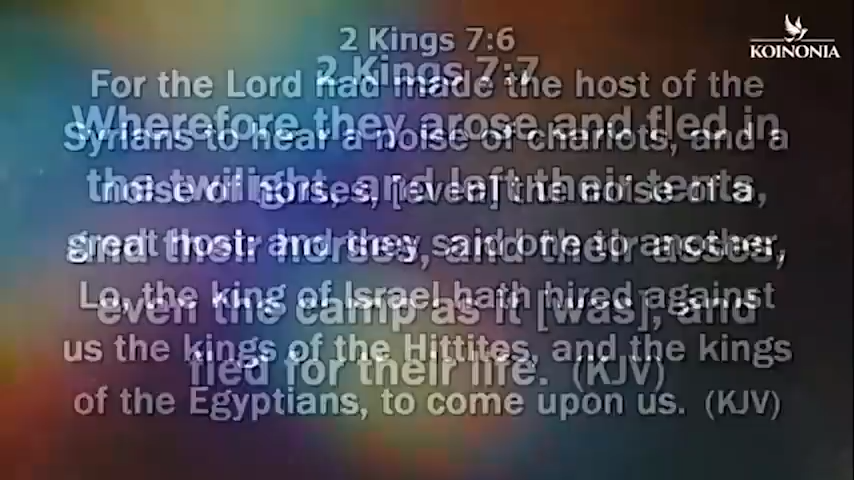 KOINONIA
2 Kings 7:6
For the Lord had made the host of the
Syrians to hear a noise of chariots, and a
noise of horses, [even] the noise of a
great host: and they said one to another,
Lo, the king of Israel hath hired against
us the kings of the Hittites, and the kings
of the Egyptians, to come upon us. (KJV)
2 Kings 7:7
Wherefore they arose and fled in
the twilight, and left their tents,
and their horses, and their asses,
even the camp as it [was], and
fled for their life. (KJV)